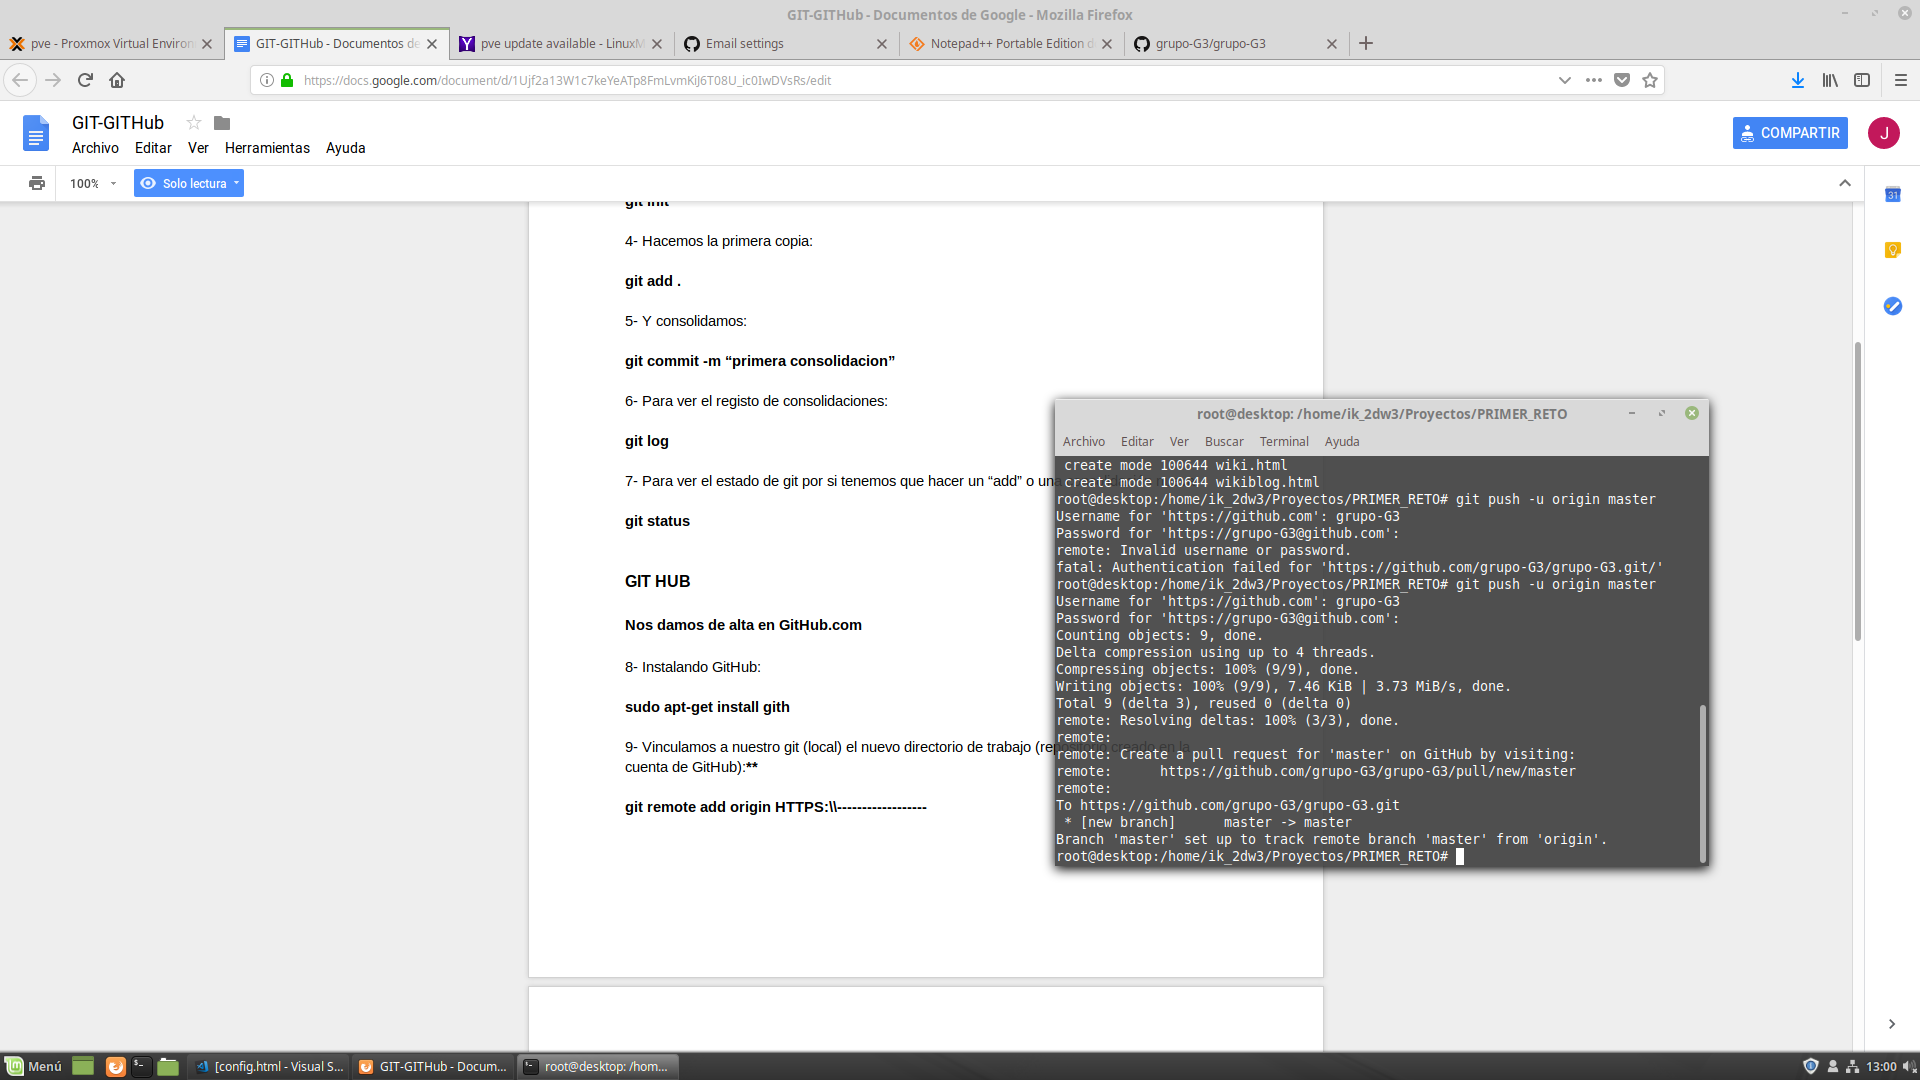 GIT-GITHub - Documentos de Google - Mozilla Firefox
pve - Proxmox Virtual Environ
GIT-GITHub - Documentos de
pve update available - LinuxM
Email settings
Notepad++ Portable Edition d
grupo-G3/grupo-G3
https://docs.google.com/document/d/1Ujf2a13W1c7keYeATp8FmLvmKiJ6T08U_ic0IwDVsRs/edit
GIT-GITHub
Archivo Editar Ver Herramientas Ayuda
COMPARTIR
J
100%
Solo lectura
31
git init
4- Hacemos la primera copia:
git add .
5- Y consolidamos:
git commit -m “primera consolidacion”
6- Para ver el registo de consolidaciones:
git log
7- Para ver el estado de git por si tenemos que hacer un “add” o una
git status
GIT HUB
Nos damos de alta en GitHub.com
8- Instalando GitHub:
sudo apt-get install gith
9- Vinculamos a nuestro git (local) el nuevo directorio de trabajo (repositorio creado en la
cuenta de GitHub):**
git remote add origin HTTPS:\\------------------
root@desktop: /home/ik_2dw3/Proyectos/PRIMER_RETO
Archivo Editar Ver Buscar Terminal Ayuda
create mode 100644 wiki.html
create mode 100644 wikiblog.html
root@desktop:/home/ik_2dw3/Proyectos/PRIMER_RETO# git push -u origin master
Username for 'https://github.com': grupo-G3
Password for 'https://grupo-G3@github.com':
remote: Invalid username or password.
fatal: Authentication failed for 'https://github.com/grupo-G3/grupo-G3.git/'
root@desktop:/home/ik_2dw3/Proyectos/PRIMER_RETO# git push -u origin master
Username for 'https://github.com': grupo-G3
Password for 'https://grupo-G3@github.com':
Counting objects: 9, done.
Delta compression using up to 4 threads.
Compressing objects: 100% (9/9), done.
Writing objects: 100% (9/9), 7.46 KiB | 3.73 MiB/s, done.
Total 9 (delta 3), reused 0 (delta 0)
remote: Resolving deltas: 100% (3/3), done.
remote:
remote: Create a pull request for 'master' on GitHub by visiting:
remote:      https://github.com/grupo-G3/grupo-G3/pull/new/master
remote:
To https://github.com/grupo-G3/grupo-G3.git
* [new branch]      master -> master
Branch 'master' set up to track remote branch 'master' from 'origin'.
root@desktop:/home/ik_2dw3/Proyectos/PRIMER_RETO#
Menú
[config.html - Visual S...
GIT-GITHub - Docum...
root@desktop: /hom...
13:00